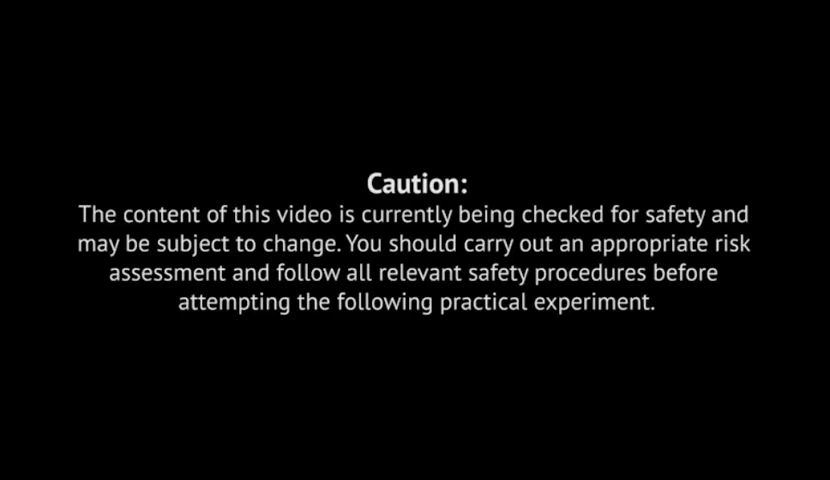 Caution:
The content of this video is currently being checked for safety and
may be subject to change. You should carry out an appropriate risk
assessment and follow all relevant safety procedures before
attempting the following practical experiment.